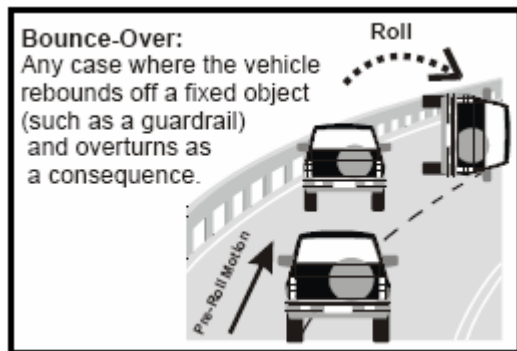 Bounce-Over:
Any case where the vehicle
rebounds off a fixed object
(such as a guardrail)
and overturns as
a consequence.
Roll
Pre-Roll Motion